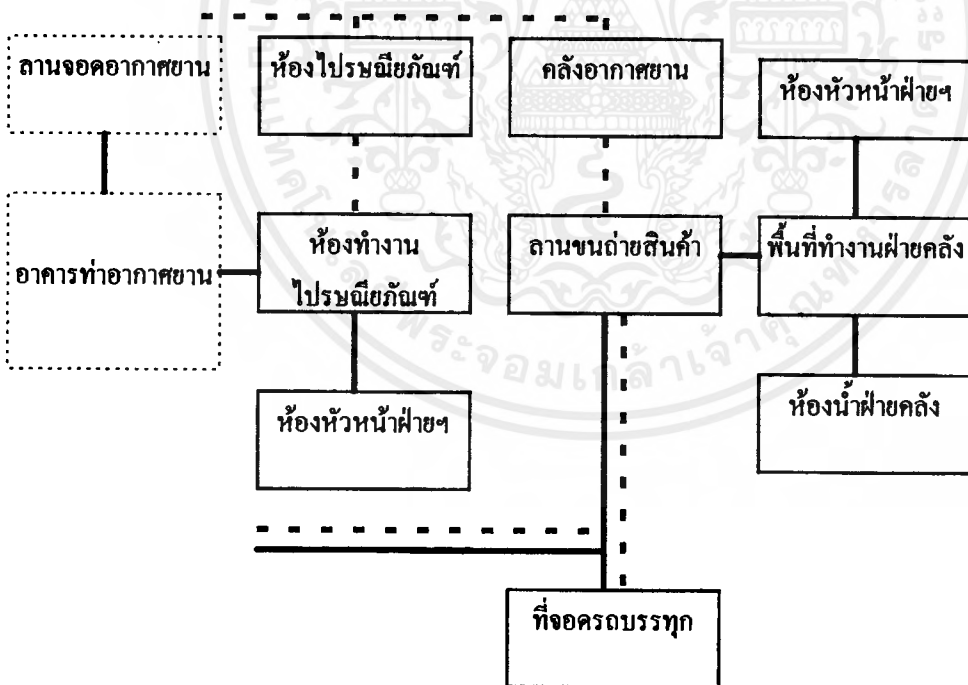 ลานจอดอากาศยาน
ห้องไปรษณียภัณฑ์
คลังอากาศยาน
ห้องหัวหน้าฝ่ายฯ
อาคารท่าอากาศยาน
ห้องทำงาน
ไปรษณียภัณฑ์
ลานขนถ่ายสินค้า
พื้นที่ทำงานฝ่ายคลัง
ห้องหัวหน้าฝ่ายฯ
ห้องน้ำฝ่ายคลัง
ที่จอดรถบรรทุก